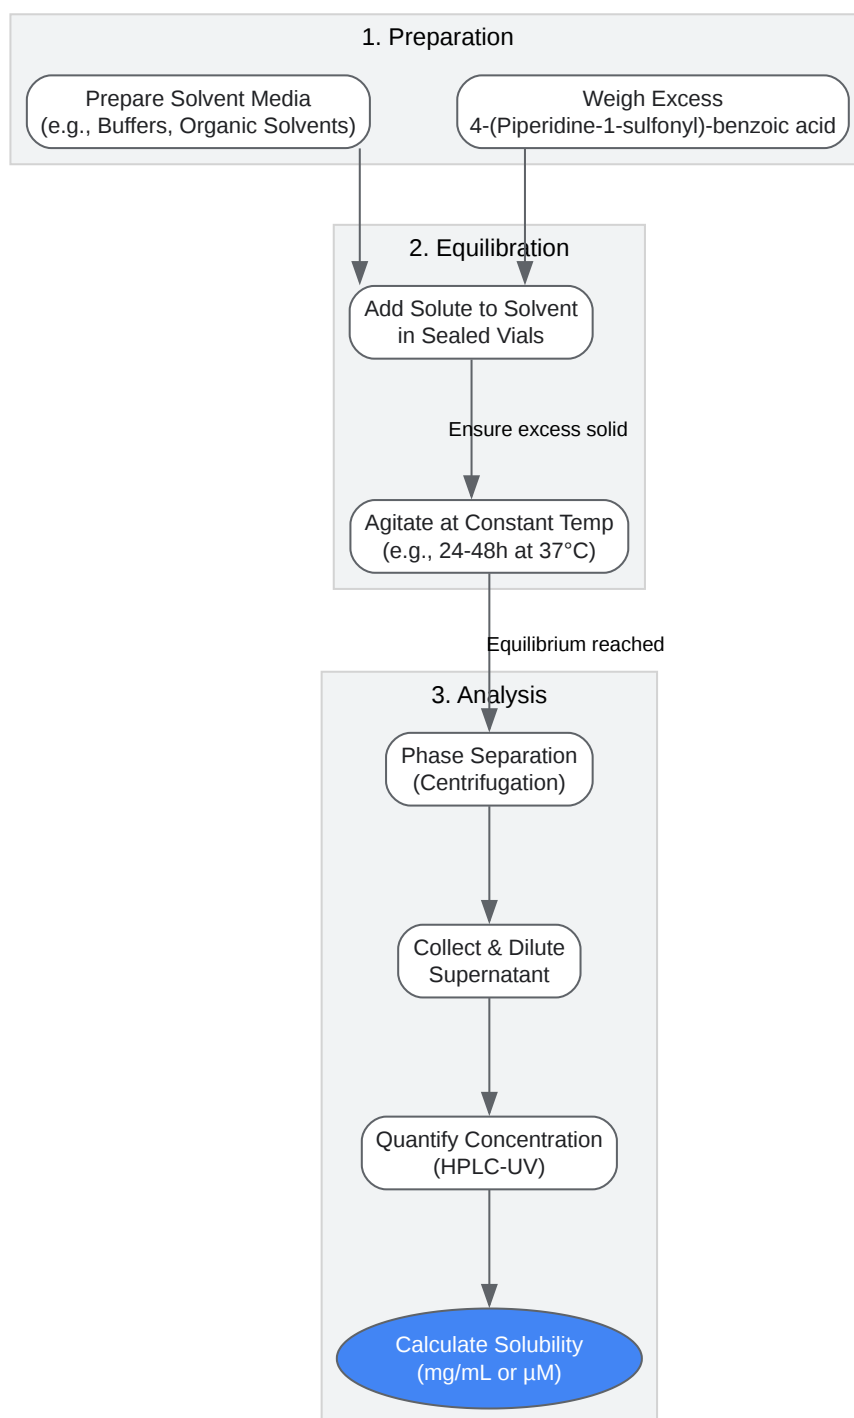 1. Preparation
Prepare Solvent Media
(e.g., Buffers, Organic Solvents)
Weigh Excess
4-(Piperidine-1-sulfonyl)-benzoic acid
2. Equilibration
Add Solute to Solvent
in Sealed Vials
Ensure excess solid
Agitate at Constant Temp
(e.g., 24-48h at 37°C)
Equilibrium reached
3. Analysis
Phase Separation
(Centrifugation)
Collect & Dilute
Supernatant
Quantify Concentration
(HPLC-UV)
Calculate Solubility
(mg/mL or µM)